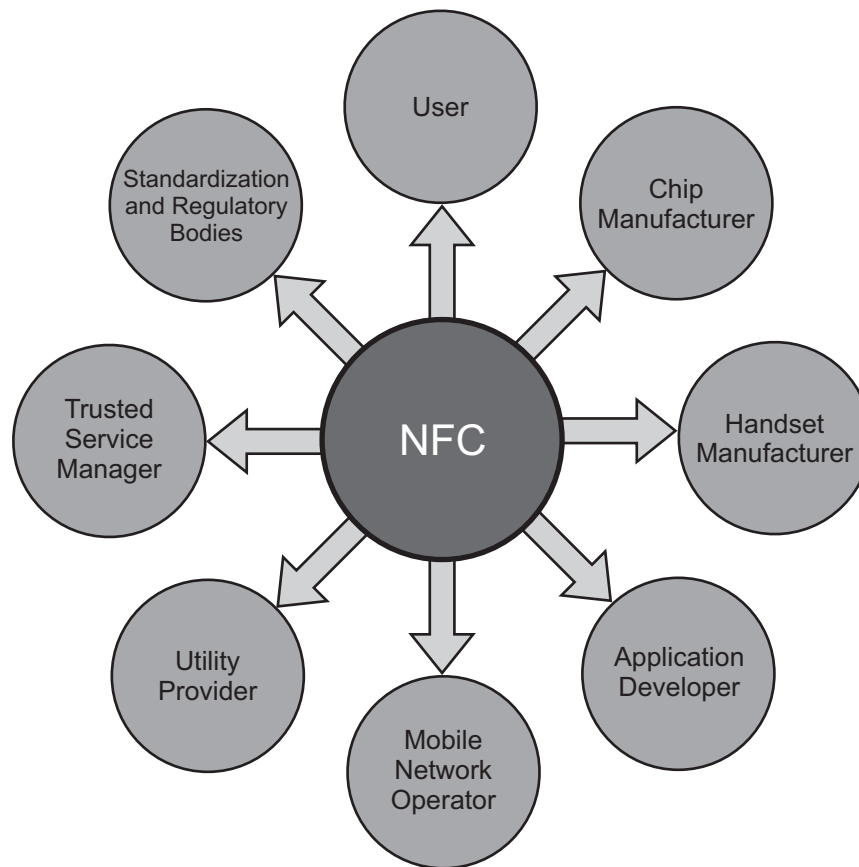 User
Chip
Manufacturer
Handset
Manufacturer
Application
Developer
Mobile
Network
Operator
Utility
Provider
Trusted
Service
Manager
Standardization
and Regulatory
Bodies
NFC